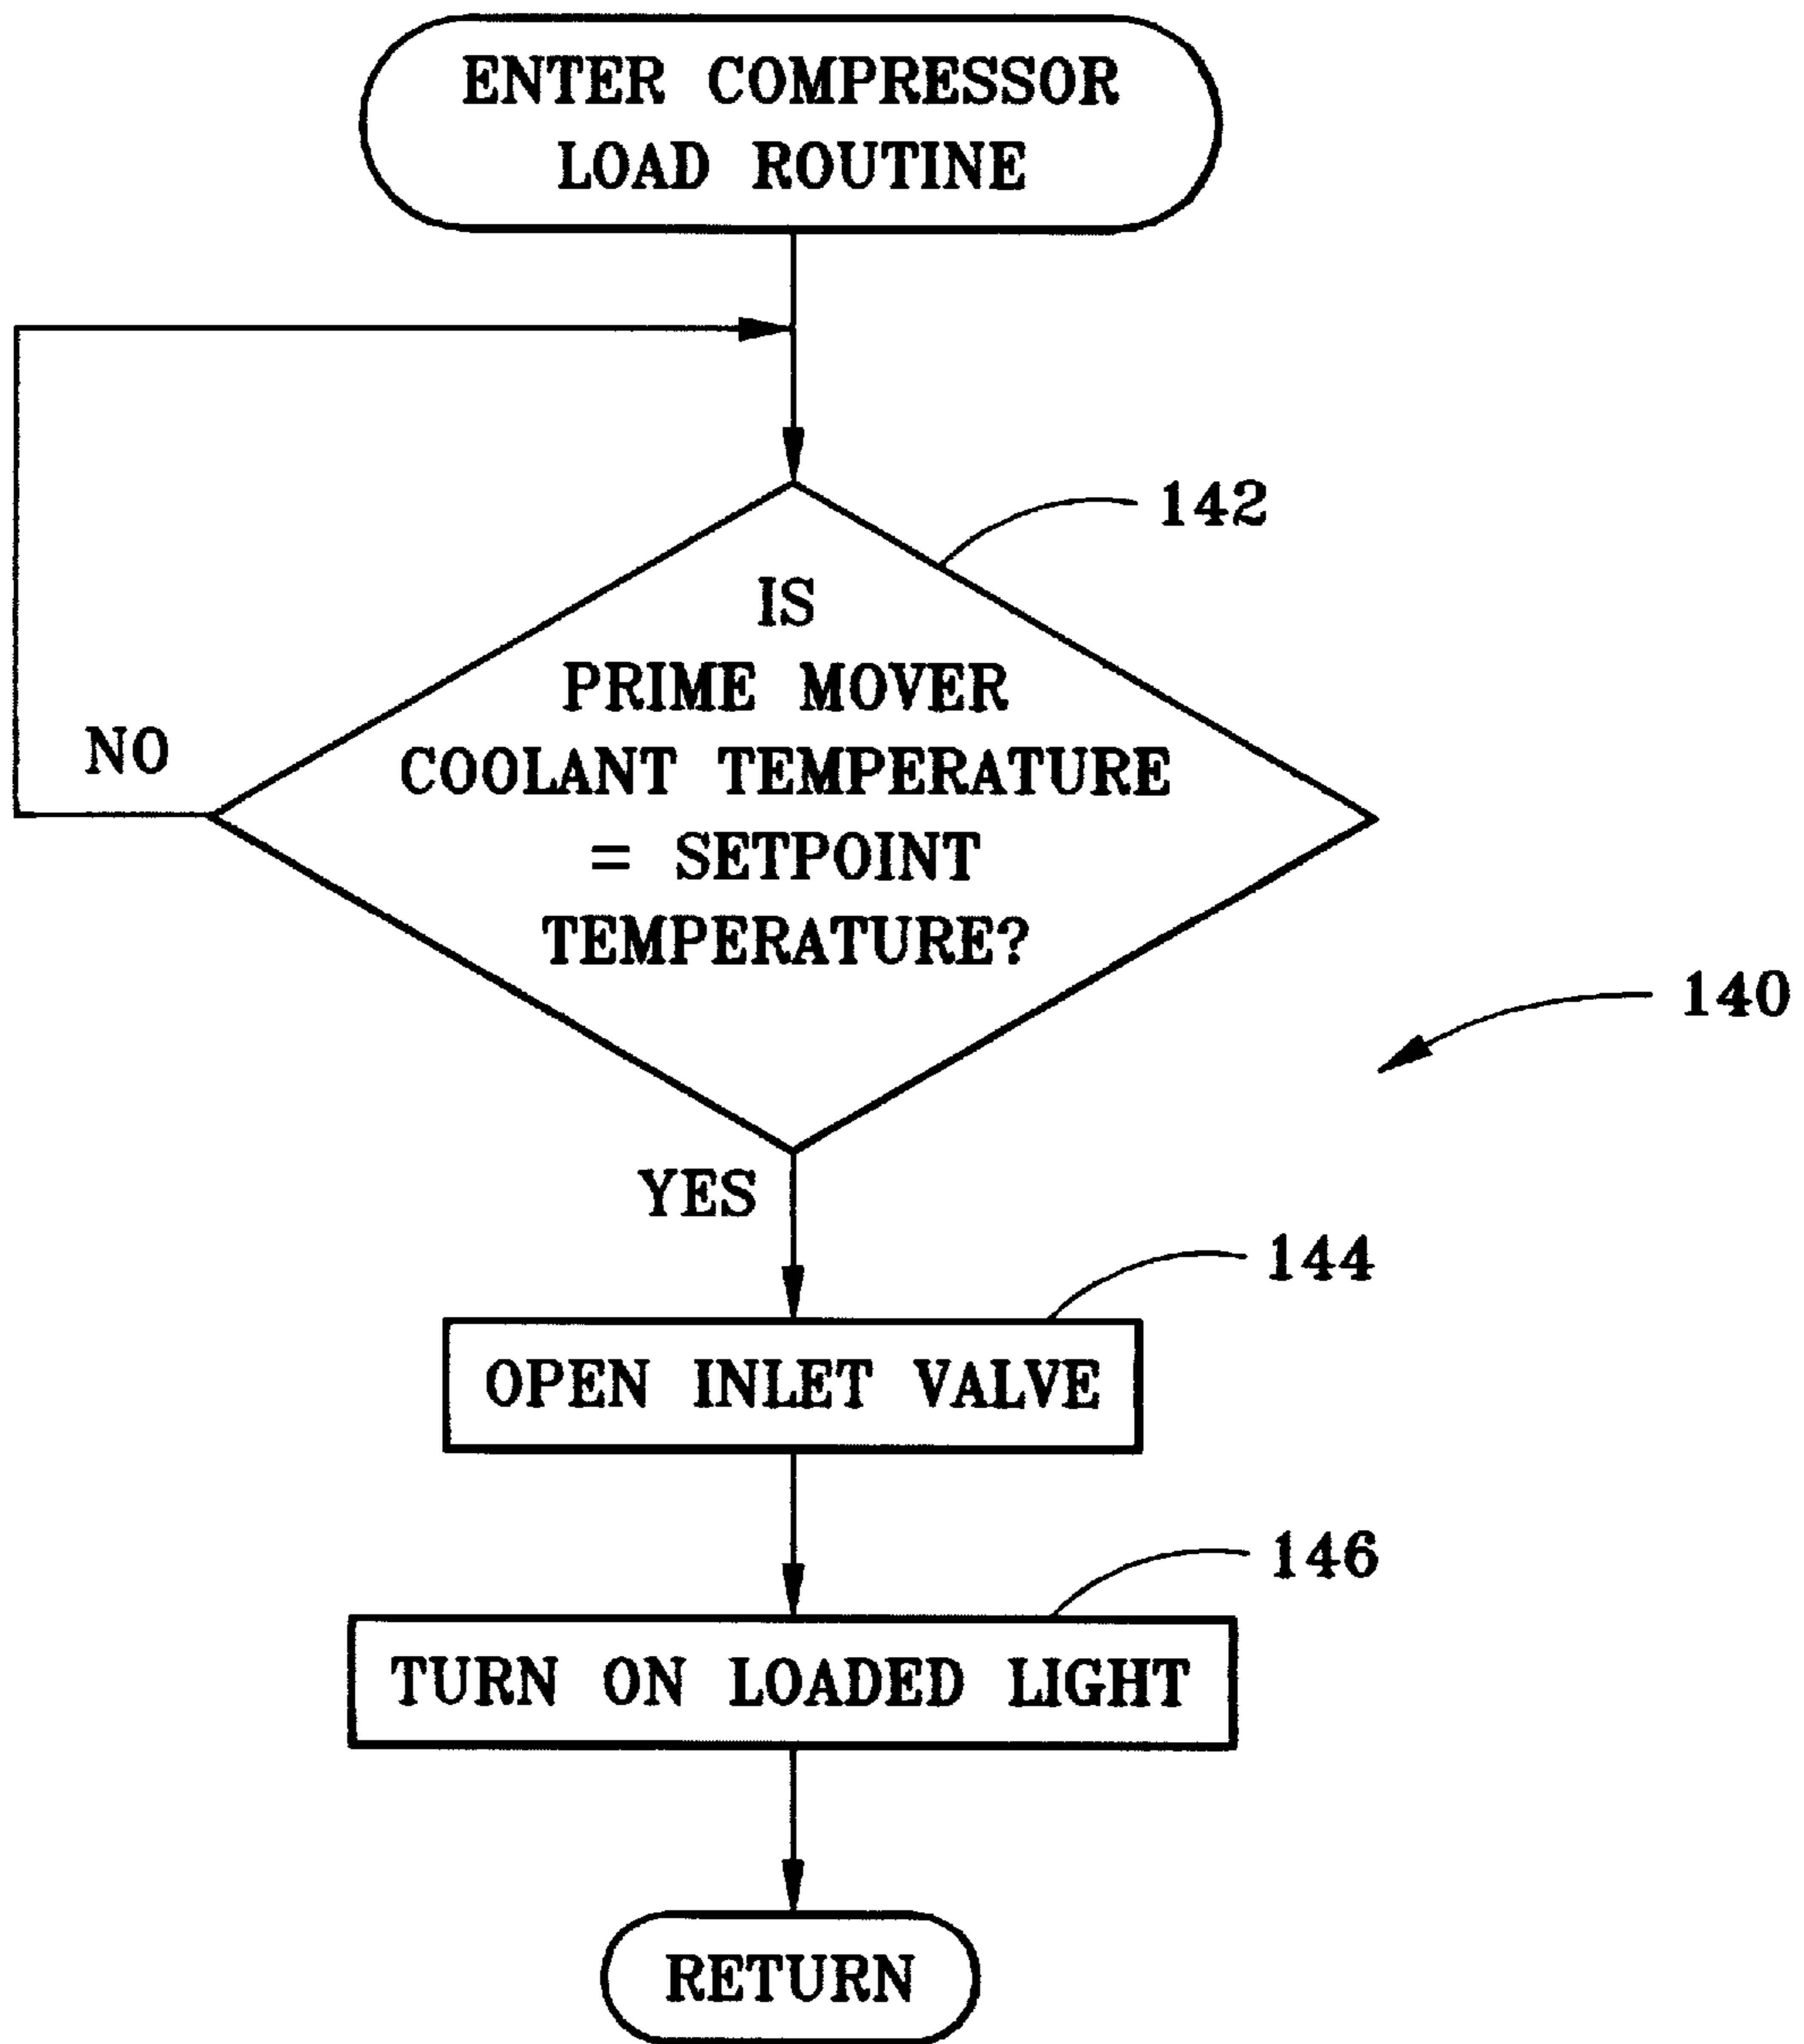 ENTER COMPRESSOR
LOAD ROUTINE
142
IS
PRIME MOVER
COOLANT TEMPERATURE
= SETPOINT
TEMPERATURE?
NO
140
YES
144
OPEN INLET VALVE
146
TURN ON LOADED LIGHT
RETURN